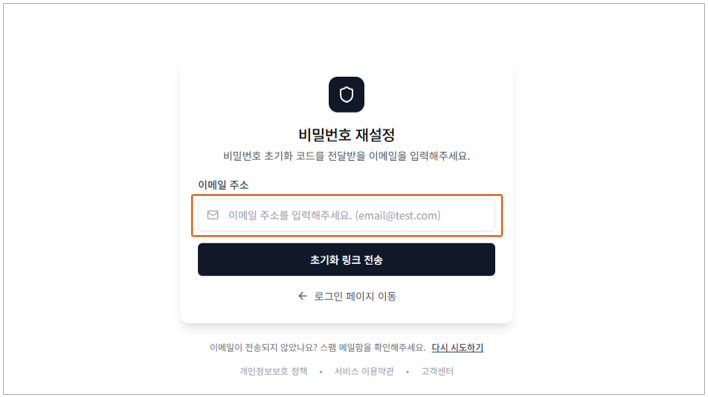 비밀번호 재설정
비밀번호 초기화 코드를 전달받을 이메일을 입력해주세요.
이메일 주소
이메일 주소를 입력해주세요. (email@test.com)
초기화 링크 전송
← 로그인 페이지 이동
이메일이 전송되지 않았나요? 스팸 메일함을 확인해주세요. 다시 시도하기
개인정보보호 정책 • 서비스 이용약관 • 고객센터